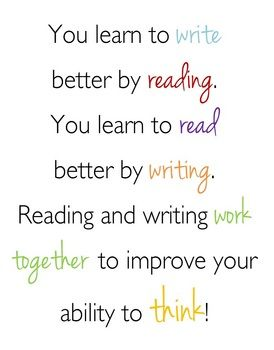 You learn to write
better by reading.
You learn to read
better by writing.
Reading and writing work
together to improve your
ability to think!